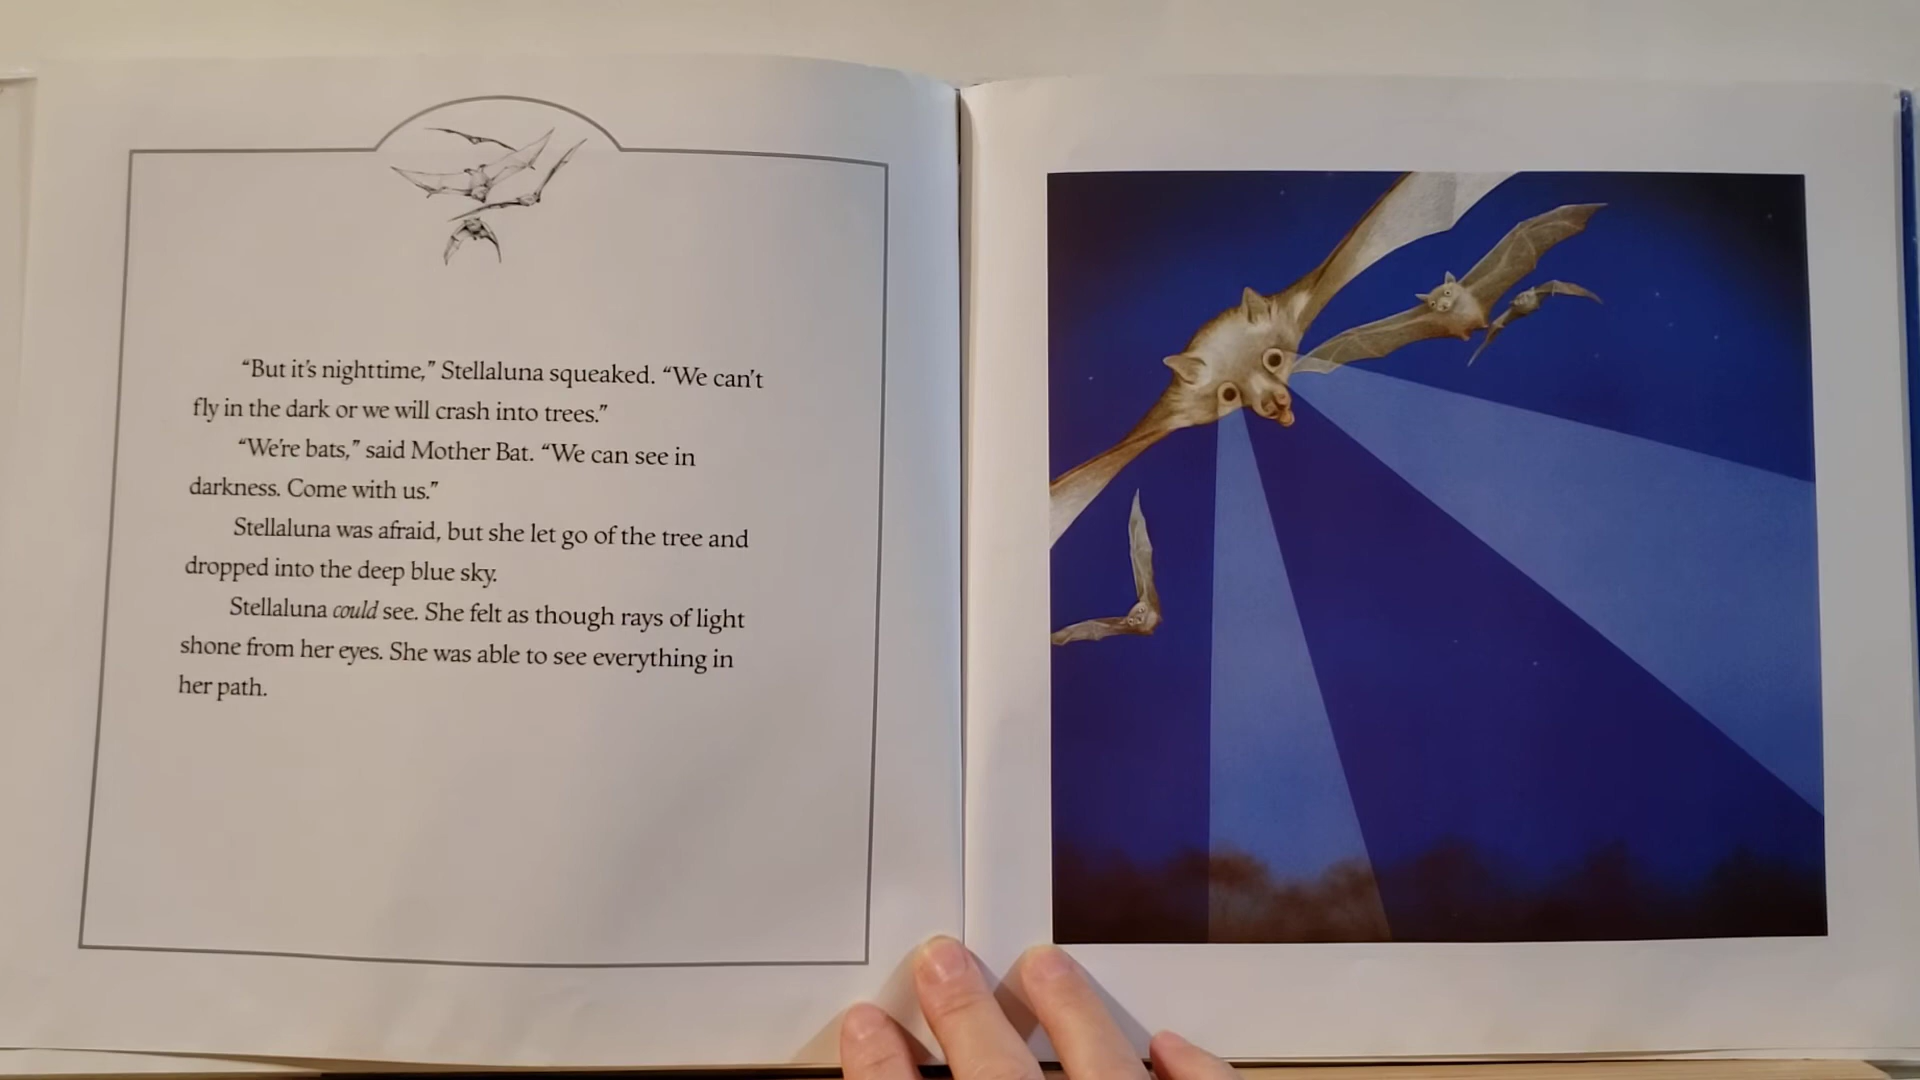 “But it’s nighttime,” Stellaluna squeaked. “We can’t
fly in the dark or we will crash into trees.”
“We’re bats,” said Mother Bat. “We can see in
darkness. Come with us.”
Stellaluna was afraid, but she let go of the tree and
dropped into the deep blue sky.
Stellaluna could see. She felt as though rays of light
shone from her eyes. She was able to see everything in
her path.